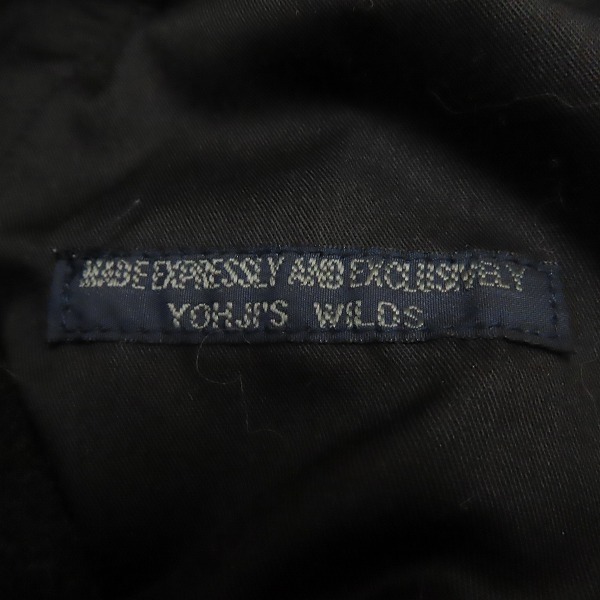 MADE EXPRESSLY AND EXCLUSIVELY
YOHJI'S WILDS